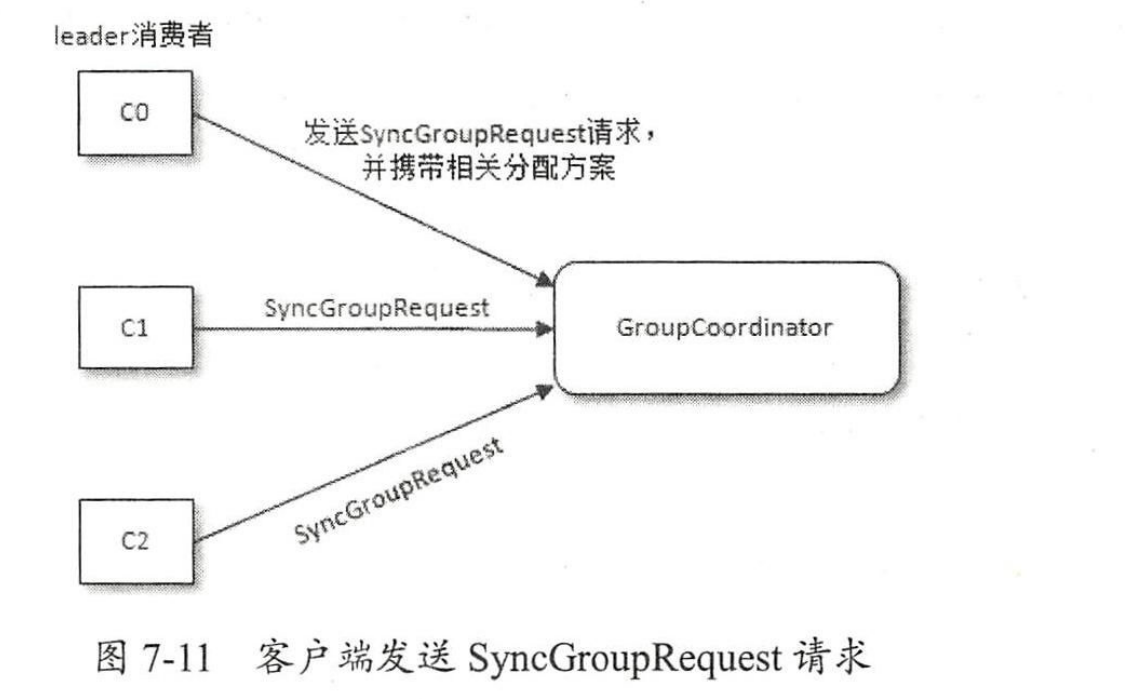 leader消费者
C0
发送SyncGroupRequest请求，
并携带相关分配方案
SyncGroupRequest
C1
GroupCoordinator
SyncGroupRequest
C2
图 7-11 客户端发送 SyncGroupRequest 请求